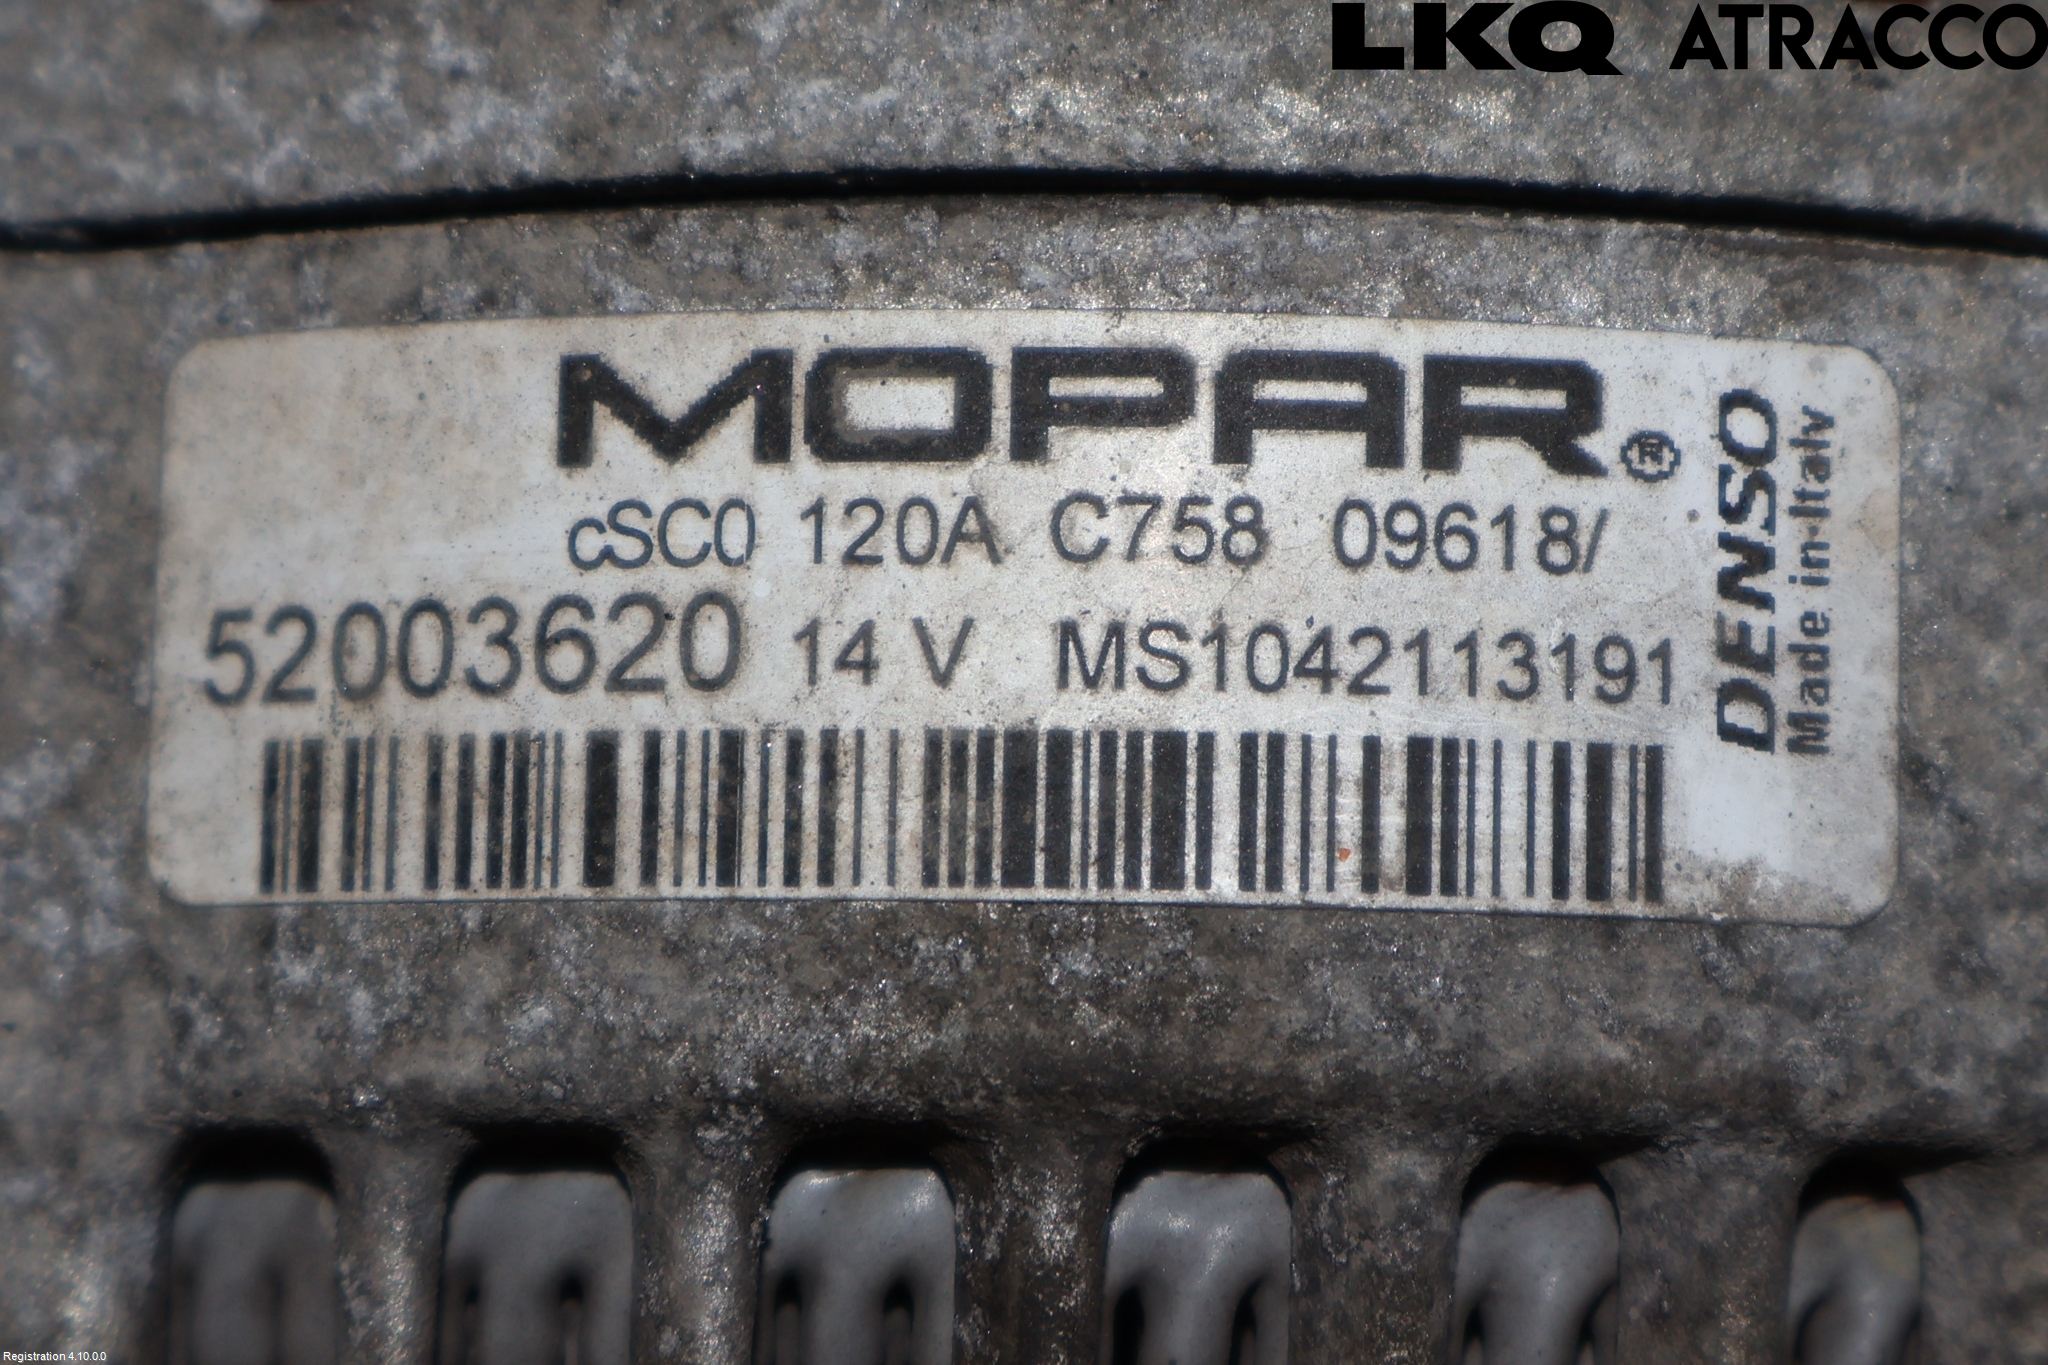 LKQ ATRACCO
MOPAR®
cSC0 120A C758 09618/
52003620 14 V MS1042113191
DENSO
Made in Italy
Registration 4.10.0.0